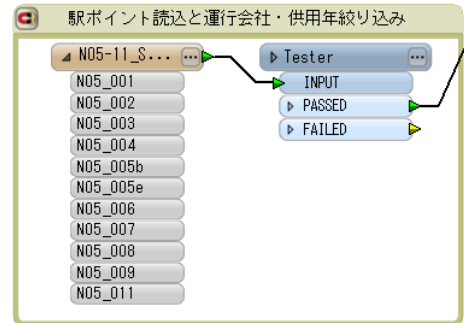 駅ポイント読込と運行会社・供用年絞り込み
N05-11_S...
N05_001
N05_002
N05_003
N05_004
N05_005b
N05_005e
N05_006
N05_007
N05_008
N05_009
N05_011
Tester
INPUT
PASSED
FAILED